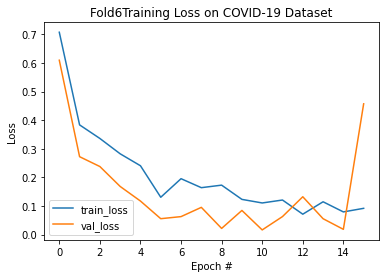 Fold6Training Loss on COVID-19 Dataset
0.7
0.6
0.5
0.4
0.3
0.2
0.1
0.0
Loss
train_loss
val_loss
0 2 4 6 8 10 12 14
Epoch #